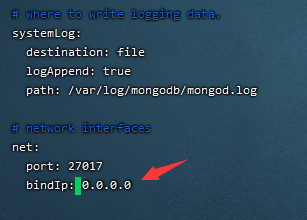 # where to write logging data.
systemLog:
  destination: file
  logAppend: true
  path: /var/log/mongodb/mongod.log

# network interfaces
net:
  port: 27017
  bindIp: 0.0.0.0